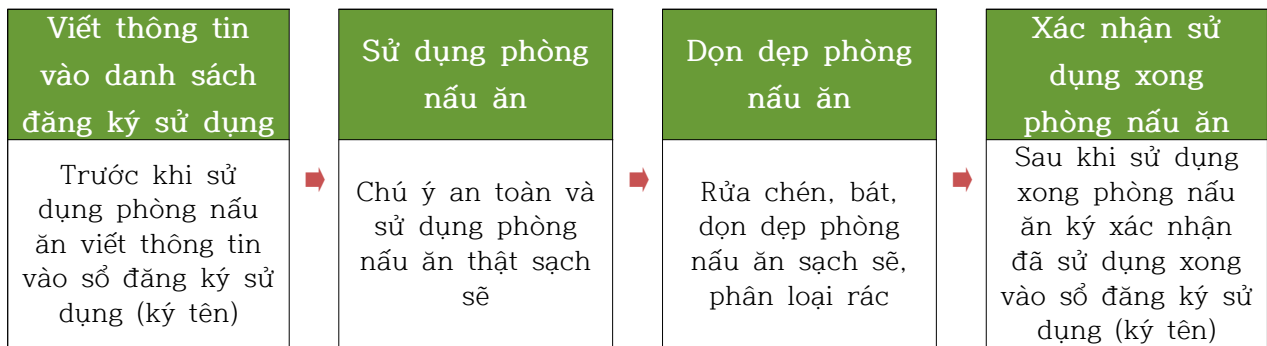 Viết thông tin
vào danh sách
đăng ký sử dụng
Trước khi sử
dụng phòng nấu
ăn viết thông tin
vào sổ đăng ký sử
dụng (ký tên)
Sử dụng phòng
nấu ăn
Chú ý an toàn và
sử dụng phòng
nấu ăn thật sạch
sẽ
Dọn dẹp phòng
nấu ăn
Rửa chén, bát,
dọn dẹp phòng
nấu ăn sạch sẽ,
phân loại rác
Xác nhận sử
dụng xong
phòng nấu ăn
Sau khi sử dụng
xong phòng nấu
ăn ký xác nhận
đã sử dụng xong
vào sổ đăng ký sử
dụng (ký tên)